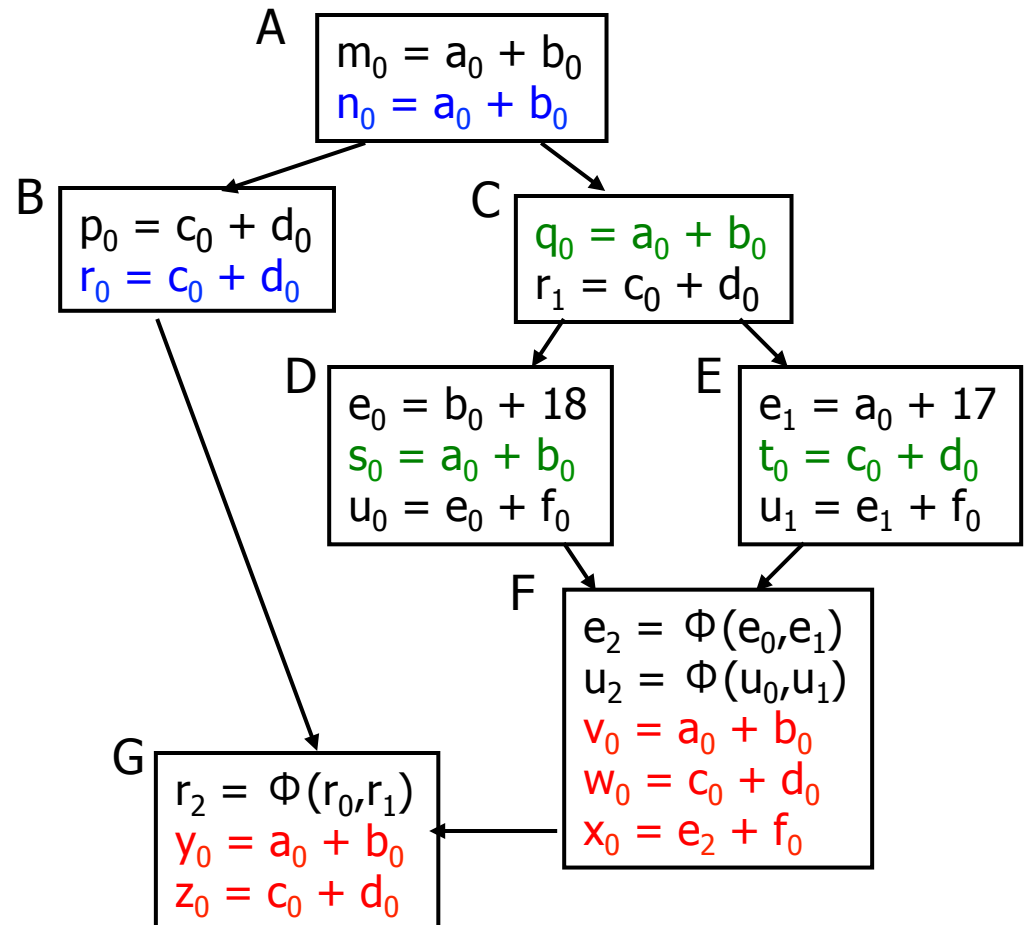 A
m₀ = a₀ + b₀
n₀ = a₀ + b₀
B
p₀ = c₀ + d₀
r₀ = c₀ + d₀
C
q₀ = a₀ + b₀
r₁ = c₀ + d₀
D
e₀ = b₀ + 18
s₀ = a₀ + b₀
u₀ = e₀ + f₀
E
e₁ = a₀ + 17
t₀ = c₀ + d₀
u₁ = e₁ + f₀
F
e₂ = Φ(e₀,e₁)
u₂ = Φ(u₀,u₁)
v₀ = a₀ + b₀
w₀ = c₀ + d₀
x₀ = e₂ + f₀
G
r₂ = Φ(r₀,r₁)
y₀ = a₀ + b₀
z₀ = c₀ + d₀